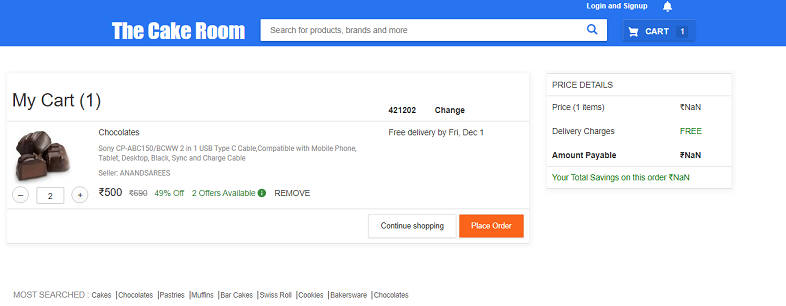 Login and Signup
The Cake Room
Search for products, brands and more
CART 1
My Cart (1)
421202 Change
Chocolates
Free delivery by Fri, Dec 1
Sony CP-ABC150/BCWW 2 in 1 USB Type C Cable,Compatible with Mobile Phone,
Tablet, Desktop, Black, Sync and Charge Cable
Seller: ANANDSAREES
– 2 + ₹500 ₹690 49% Off 2 Offers Available i REMOVE
Continue shopping Place Order
PRICE DETAILS
Price (1 items) ₹NaN
Delivery Charges FREE
Amount Payable ₹NaN
Your Total Savings on this order ₹NaN
MOST SEARCHED : Cakes |Chocolates |Pastries |Muffins |Bar Cakes |Swiss Roll |Cookies |Bakersware |Chocolates